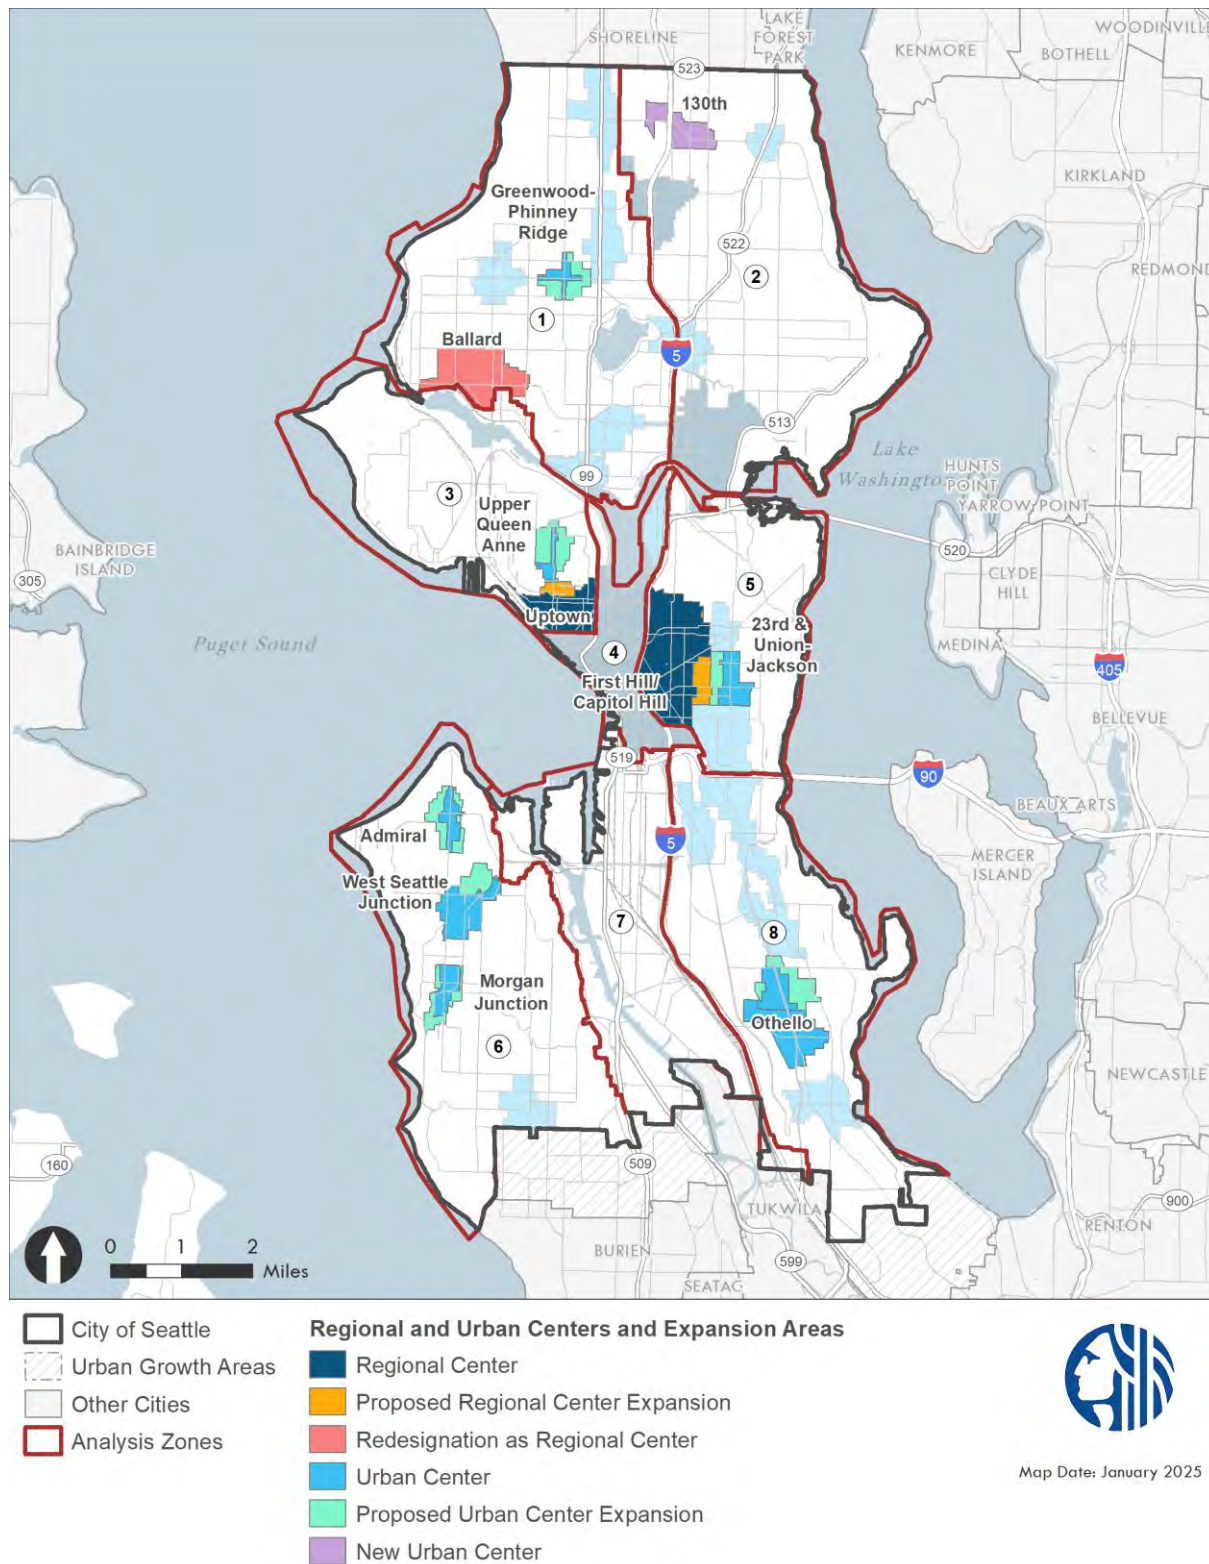 SHORELINE
LAKE
FOREST
PARK
WOODINVILLE
KENMORE
BOTHELL
523
130th
KIRKLAND
Greenwood-
Phinney
Ridge
522
2
REDMOND
1
Ballard
5
513
Lake
Washington
HUNTS
POINT
YARROW POINT
99
3
Upper
Queen
Anne
520
BAINBRIDGE
ISLAND
305
CLYDE
HILL
5
Uptown
23rd &
Union-
Jackson
MEDINA
Puget Sound
4
405
First Hill/
Capitol Hill
BELLEVUE
519
90
BEAUX ARTS
Admiral
5
MERCER
ISLAND
West Seattle
Junction
7
8
Morgan
Junction
Othello
6
NEWCASTLE
160
509
900
TUKWILA
RENTON
BURIEN
599
SEATAC
0 1 2
Miles
City of Seattle
Urban Growth Areas
Other Cities
Analysis Zones
Regional and Urban Centers and Expansion Areas
Regional Center
Proposed Regional Center Expansion
Redesignation as Regional Center
Urban Center
Proposed Urban Center Expansion
New Urban Center
Map Date: January 2025